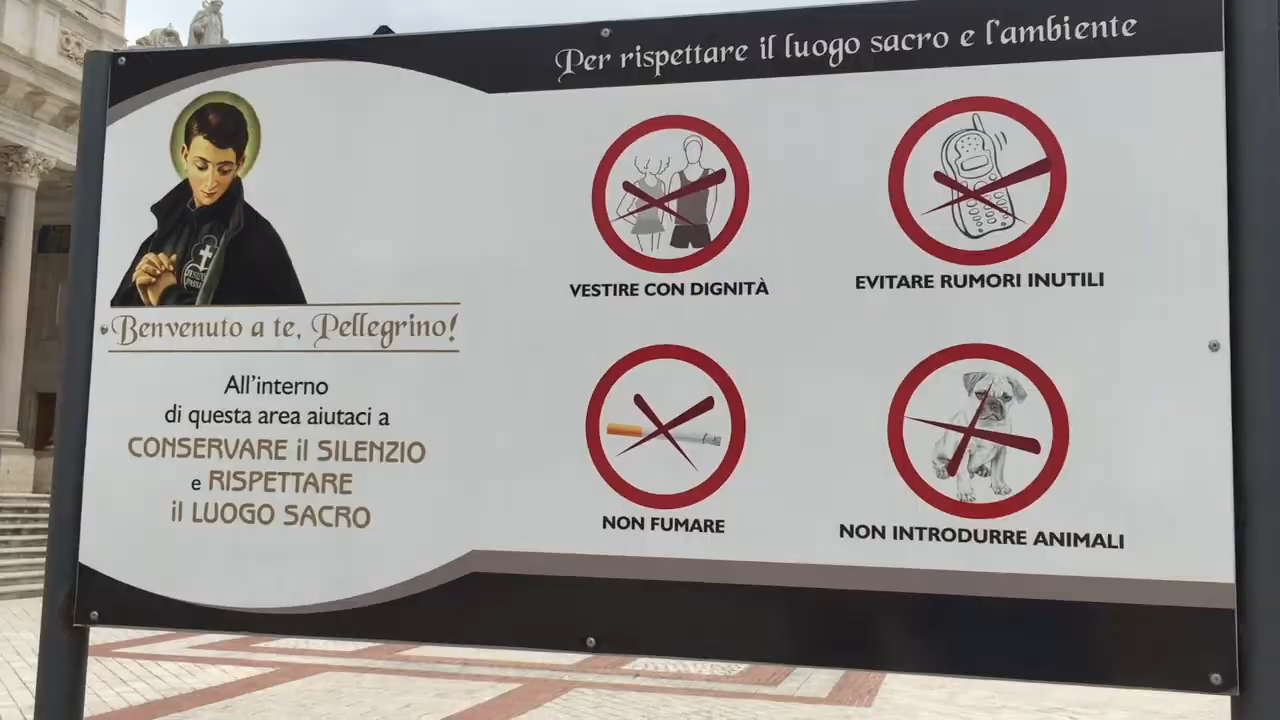 Per rispettare il luogo sacro e l'ambiente
Benvenuto a te, Pellegrino!
All'interno
di questa area aiutaci a
CONSERVARE il SILENZIO
e RISPETTARE
il LUOGO SACRO
VESTIRE CON DIGNITÀ
EVITARE RUMORI INUTILI
NON FUMARE
NON INTRODURRE ANIMALI